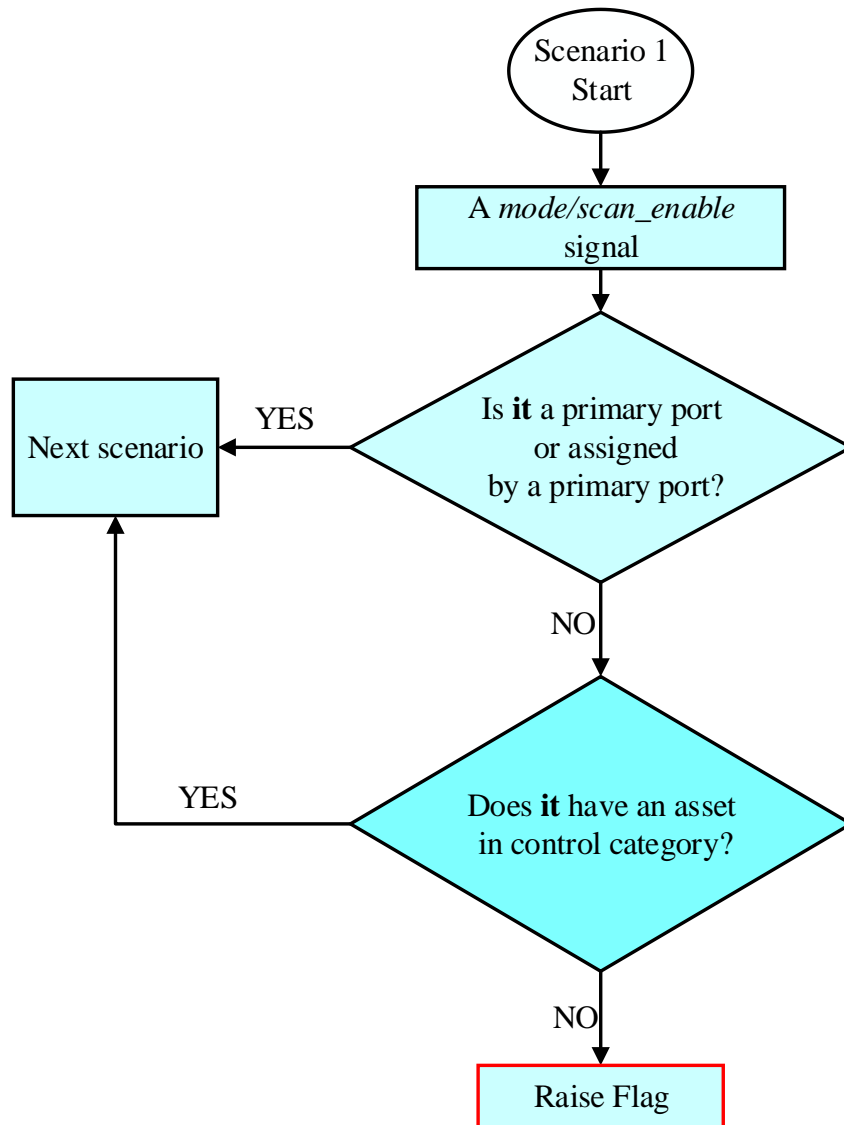 Scenario 1
Start
A mode/scan_enable
signal
Is it a primary port
or assigned
by a primary port?
YES
Next scenario
NO
Does it have an asset
in control category?
YES
NO
Raise Flag